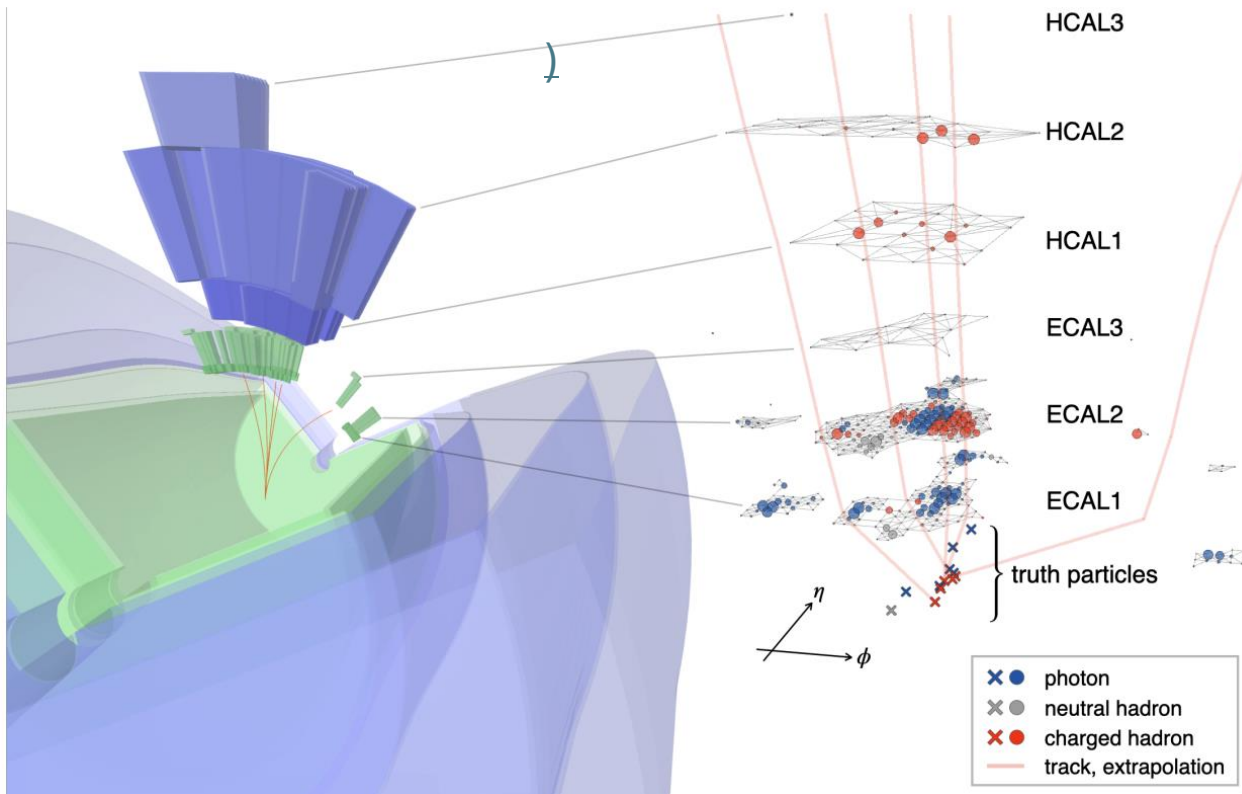 HCAL3
)
HCAL2
HCAL1
ECAL3
ECAL2
ECAL1
truth particles
η
ϕ
photon
neutral hadron
charged hadron
track, extrapolation